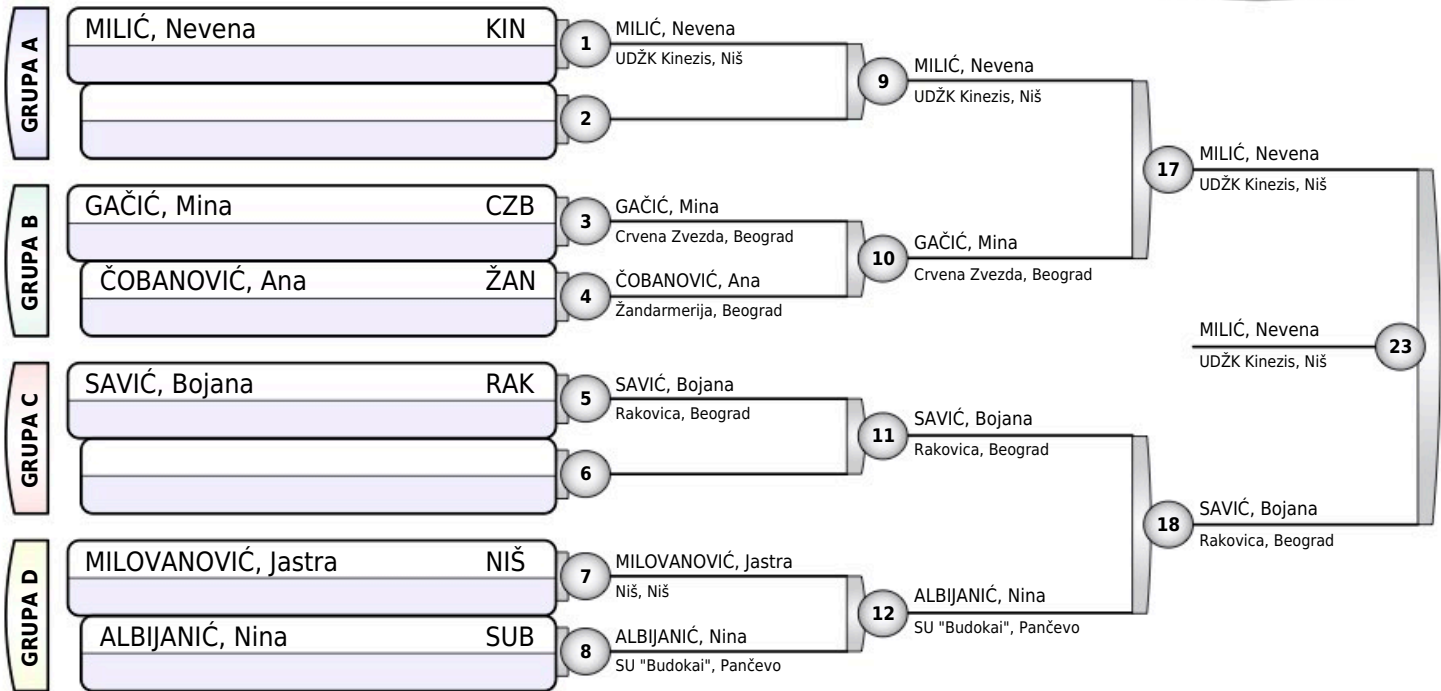 GRUPA A
MILIĆ, Nevena KIN
1
MILIĆ, Nevena
UDŽK Kinezis, Niš
2
9
MILIĆ, Nevena
UDŽK Kinezis, Niš
17
MILIĆ, Nevena
UDŽK Kinezis, Niš
GRUPA B
GAČIĆ, Mina CZB
3
GAČIĆ, Mina
Crvena Zvezda, Beograd
ČOBANOVIĆ, Ana ŽAN
4
ČOBANOVIĆ, Ana
Žandarmerija, Beograd
10
GAČIĆ, Mina
Crvena Zvezda, Beograd
MILIĆ, Nevena
UDŽK Kinezis, Niš
23
GRUPA C
SAVIĆ, Bojana RAK
5
SAVIĆ, Bojana
Rakovica, Beograd
6
11
SAVIĆ, Bojana
Rakovica, Beograd
18
SAVIĆ, Bojana
Rakovica, Beograd
GRUPA D
MILOVANOVIĆ, Jastra NIŠ
7
MILOVANOVIĆ, Jastra
Niš, Niš
ALBIJANIĆ, Nina SUB
8
ALBIJANIĆ, Nina
SU "Budokai", Pančevo
12
ALBIJANIĆ, Nina
SU "Budokai", Pančevo